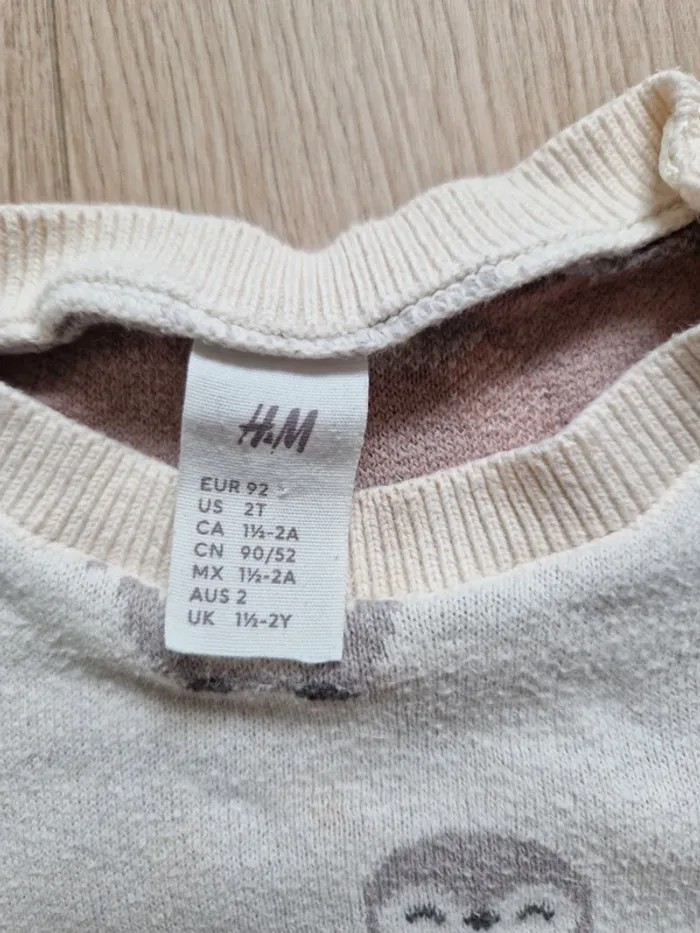 H&M
EUR 92
US 2T
CA 1½-2A
CN 90/52
MX 1½-2A
AUS 2
UK 1½-2Y